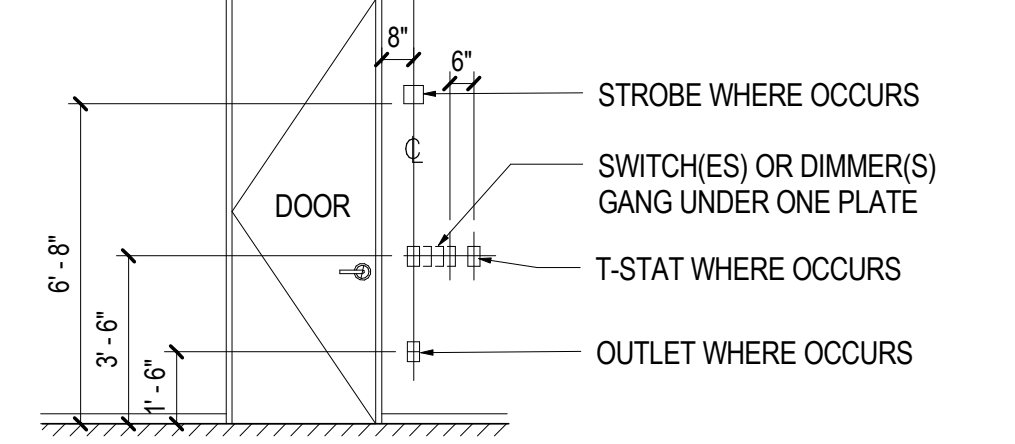 8"
6"
STROBE WHERE OCCURS
℄
SWITCH(ES) OR DIMMER(S)
GANG UNDER ONE PLATE
DOOR
6' - 8"
T-STAT WHERE OCCURS
3' - 6"
OUTLET WHERE OCCURS
1' - 6"